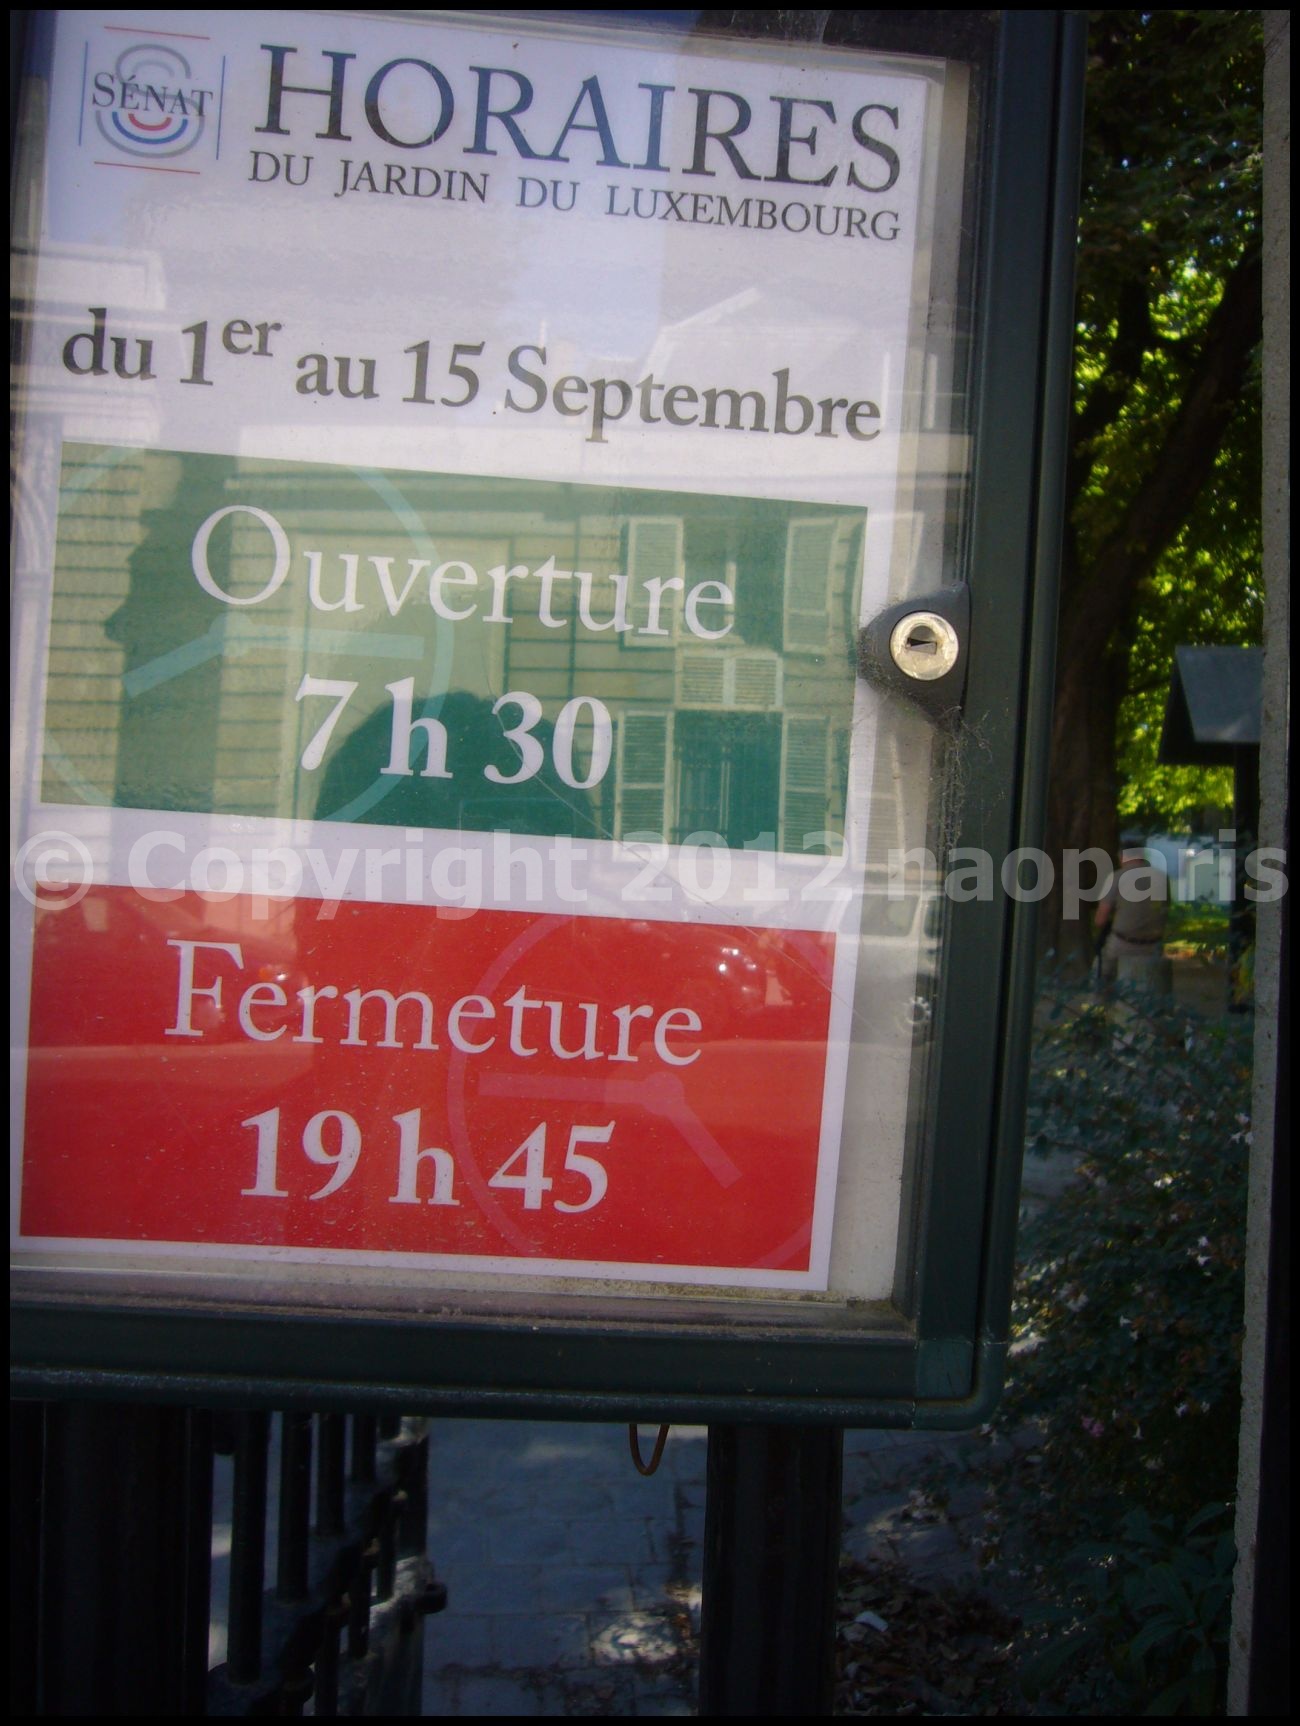 SÉNAT
HORAIRES
DU JARDIN DU LUXEMBOURG
du 1er au 15 Septembre
Ouverture
7 h 30
© Copyright 2012 naoparis
Fermeture
19 h 45